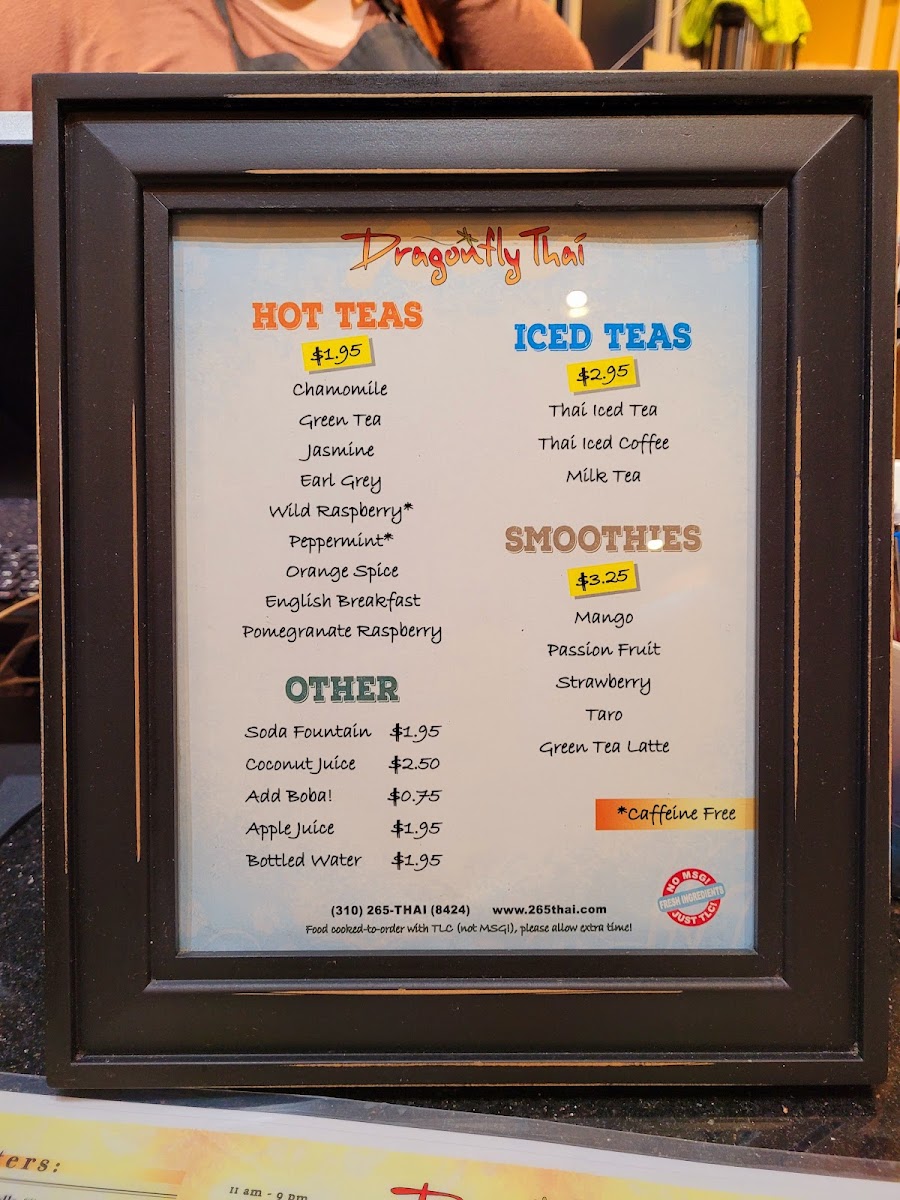 Dragonfly Thai
HOT TEAS
$1.95
Chamomile
Green Tea
Jasmine
Earl Grey
Wild Raspberry*
Peppermint*
Orange Spice
English Breakfast
Pomegranate Raspberry
OTHER
Soda Fountain $1.95
Coconut Juice $2.50
Add Boba! $0.75
Apple Juice $1.95
Bottled Water $1.95
ICED TEAS
$2.95
Thai Iced Tea
Thai Iced Coffee
Milk Tea
SMOOTHIES
$3.25
Mango
Passion Fruit
Strawberry
Taro
Green Tea Latte
*Caffeine Free
NO MSG!
FRESH INGREDIENTS
JUST TLC!
(310) 265-THAI (8424) www.265thai.com
Food cooked-to-order with TLC (not MSG!), please allow extra time!
ters:
11 am - 9 pm